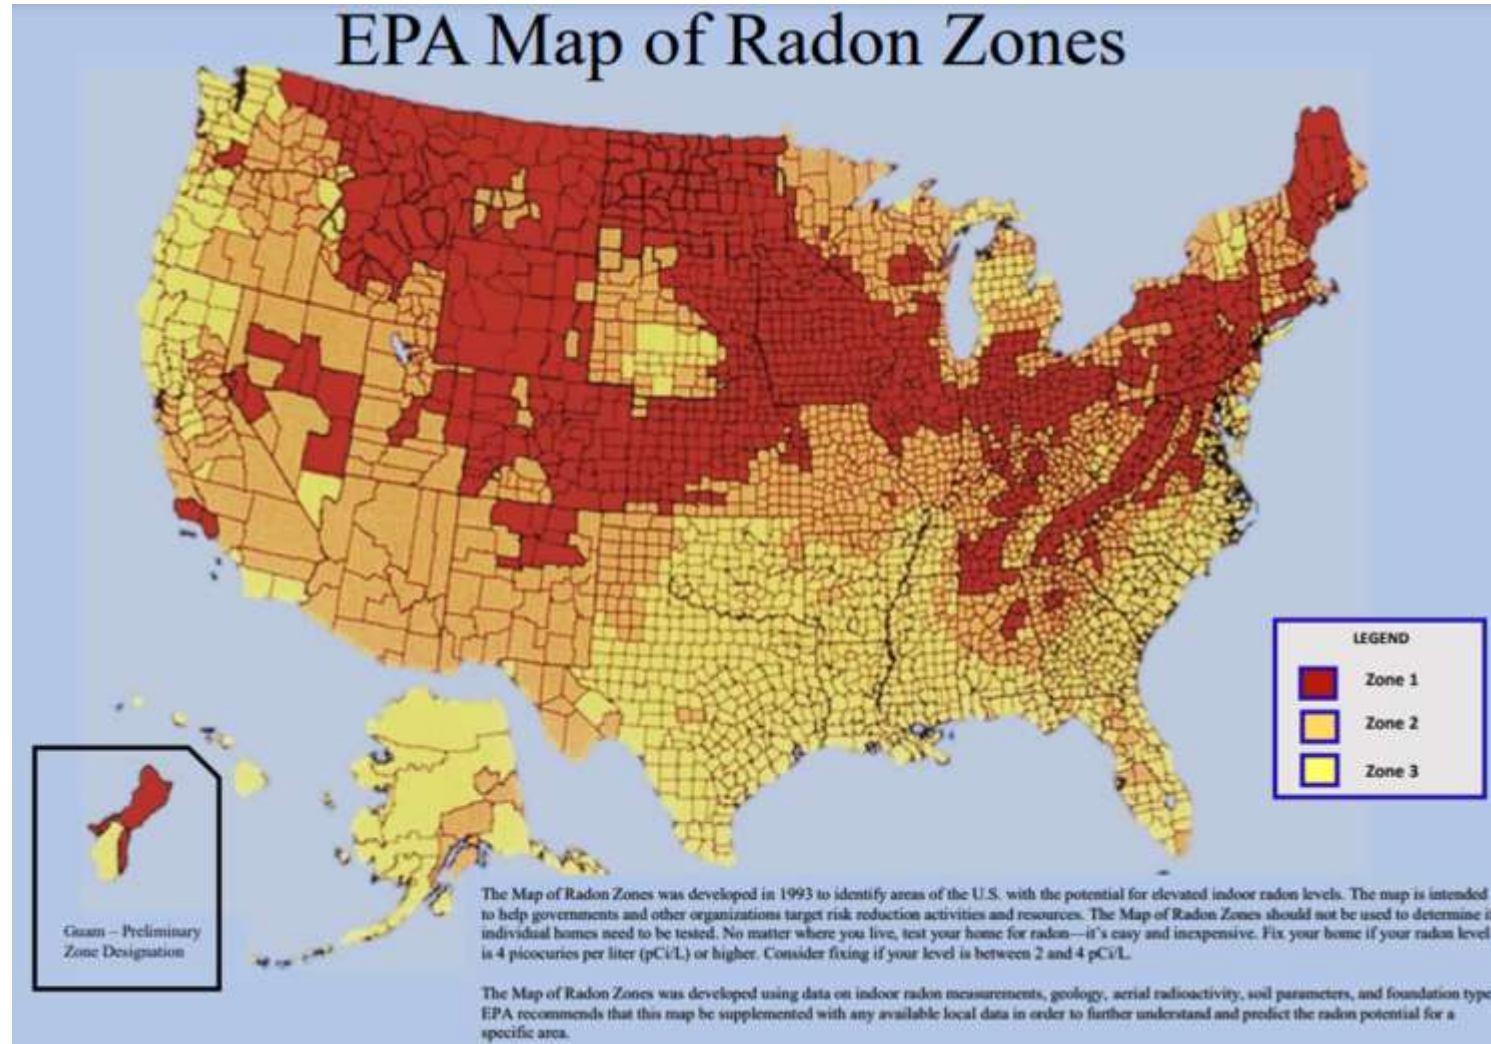 EPA Map of Radon Zones
LEGEND
Zone 1
Zone 2
Zone 3
Guam – Preliminary
Zone Designation
The Map of Radon Zones was developed in 1993 to identify areas of the U.S. with the potential for elevated indoor radon levels. The map is intended
to help governments and other organizations target risk reduction activities and resources. The Map of Radon Zones should not be used to determine i
individual homes need to be tested. No matter where you live, test your home for radon—it's easy and inexpensive. Fix your home if your radon level
is 4 picocuries per liter (pCi/L) or higher. Consider fixing if your level is between 2 and 4 pCi/L.
The Map of Radon Zones was developed using data on indoor radon measurements, geology, aerial radioactivity, soil parameters, and foundation type
EPA recommends that this map be supplemented with any available local data in order to further understand and predict the radon potential for a
specific area.